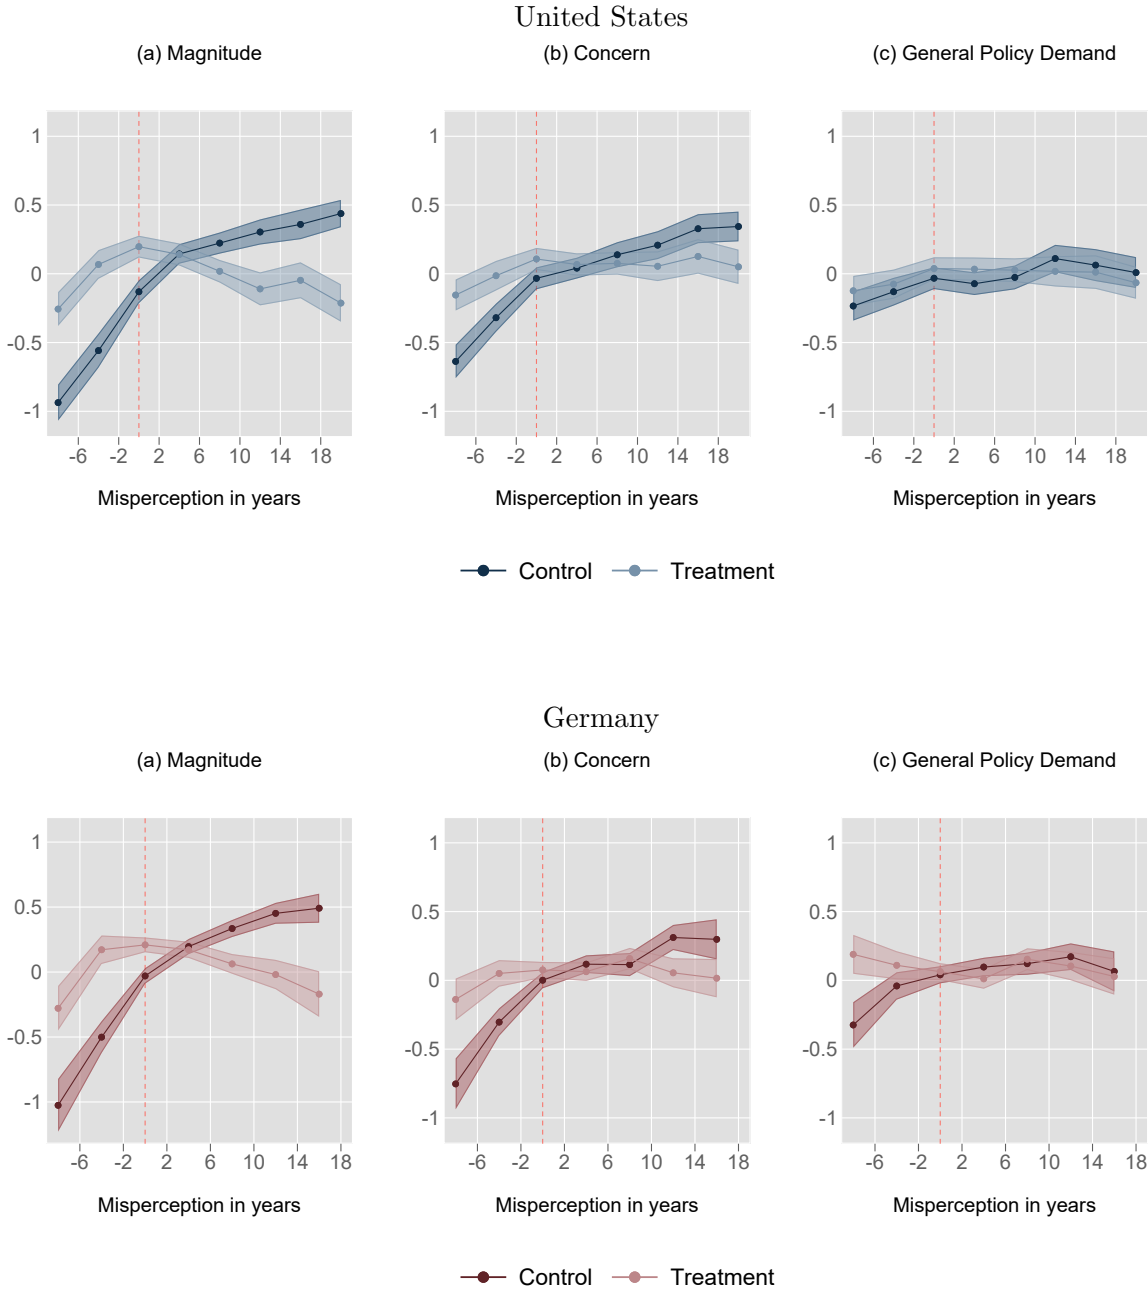 United States
(a) Magnitude
(b) Concern
(c) General Policy Demand
1
0.5
0
-0.5
-1
-6 -2 2 6 10 14 18
Misperception in years
1
0.5
0
-0.5
-1
-6 -2 2 6 10 14 18
Misperception in years
1
0.5
0
-0.5
-1
-6 -2 2 6 10 14 18
Misperception in years
Control Treatment
Germany
(a) Magnitude
(b) Concern
(c) General Policy Demand
1
0.5
0
-0.5
-1
-6 -2 2 6 10 14 18
Misperception in years
1
0.5
0
-0.5
-1
-6 -2 2 6 10 14 18
Misperception in years
1
0.5
0
-0.5
-1
-6 -2 2 6 10 14 18
Misperception in years
Control Treatment